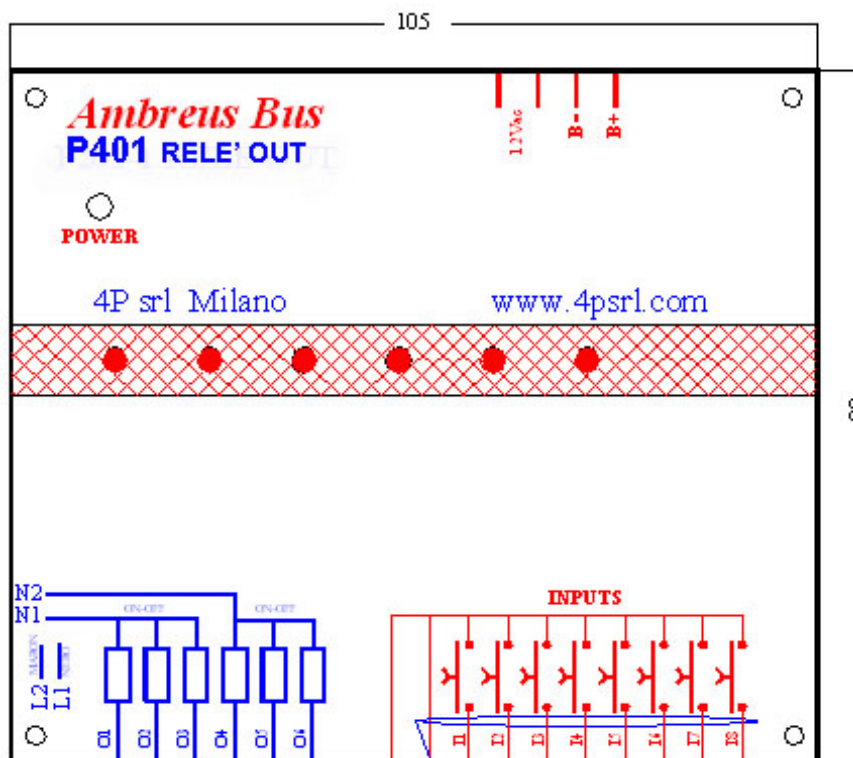 105
Ambreus Bus
P401 RELE' OUT
12Vac
B-
B+
POWER
4P srl Milano
www.4psrl.com
N2
N1
ON-OFF
ON-OFF
INPUTS
L2
L1
O1
O2
O3
O4
O5
I1
I2
I3
I4
I5
I6
I7
I8